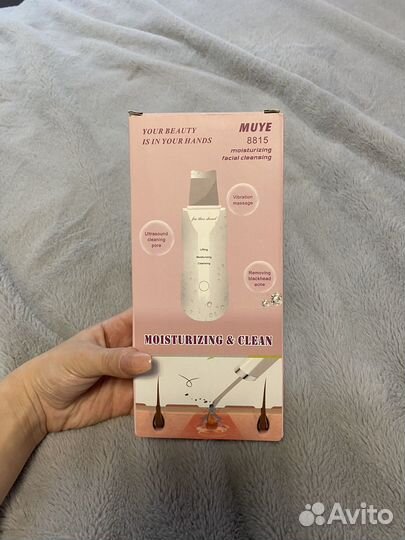 YOUR BEAUTY
IS IN YOUR HANDS
MUYE
8815
moisturizing
facial cleansing
Vibration
massage
Ultrasound
cleaning
pore
Lifting
Moisturizing
Cleansing
Removing
blackhead
acne
MOISTURIZING & CLEAN
Avito